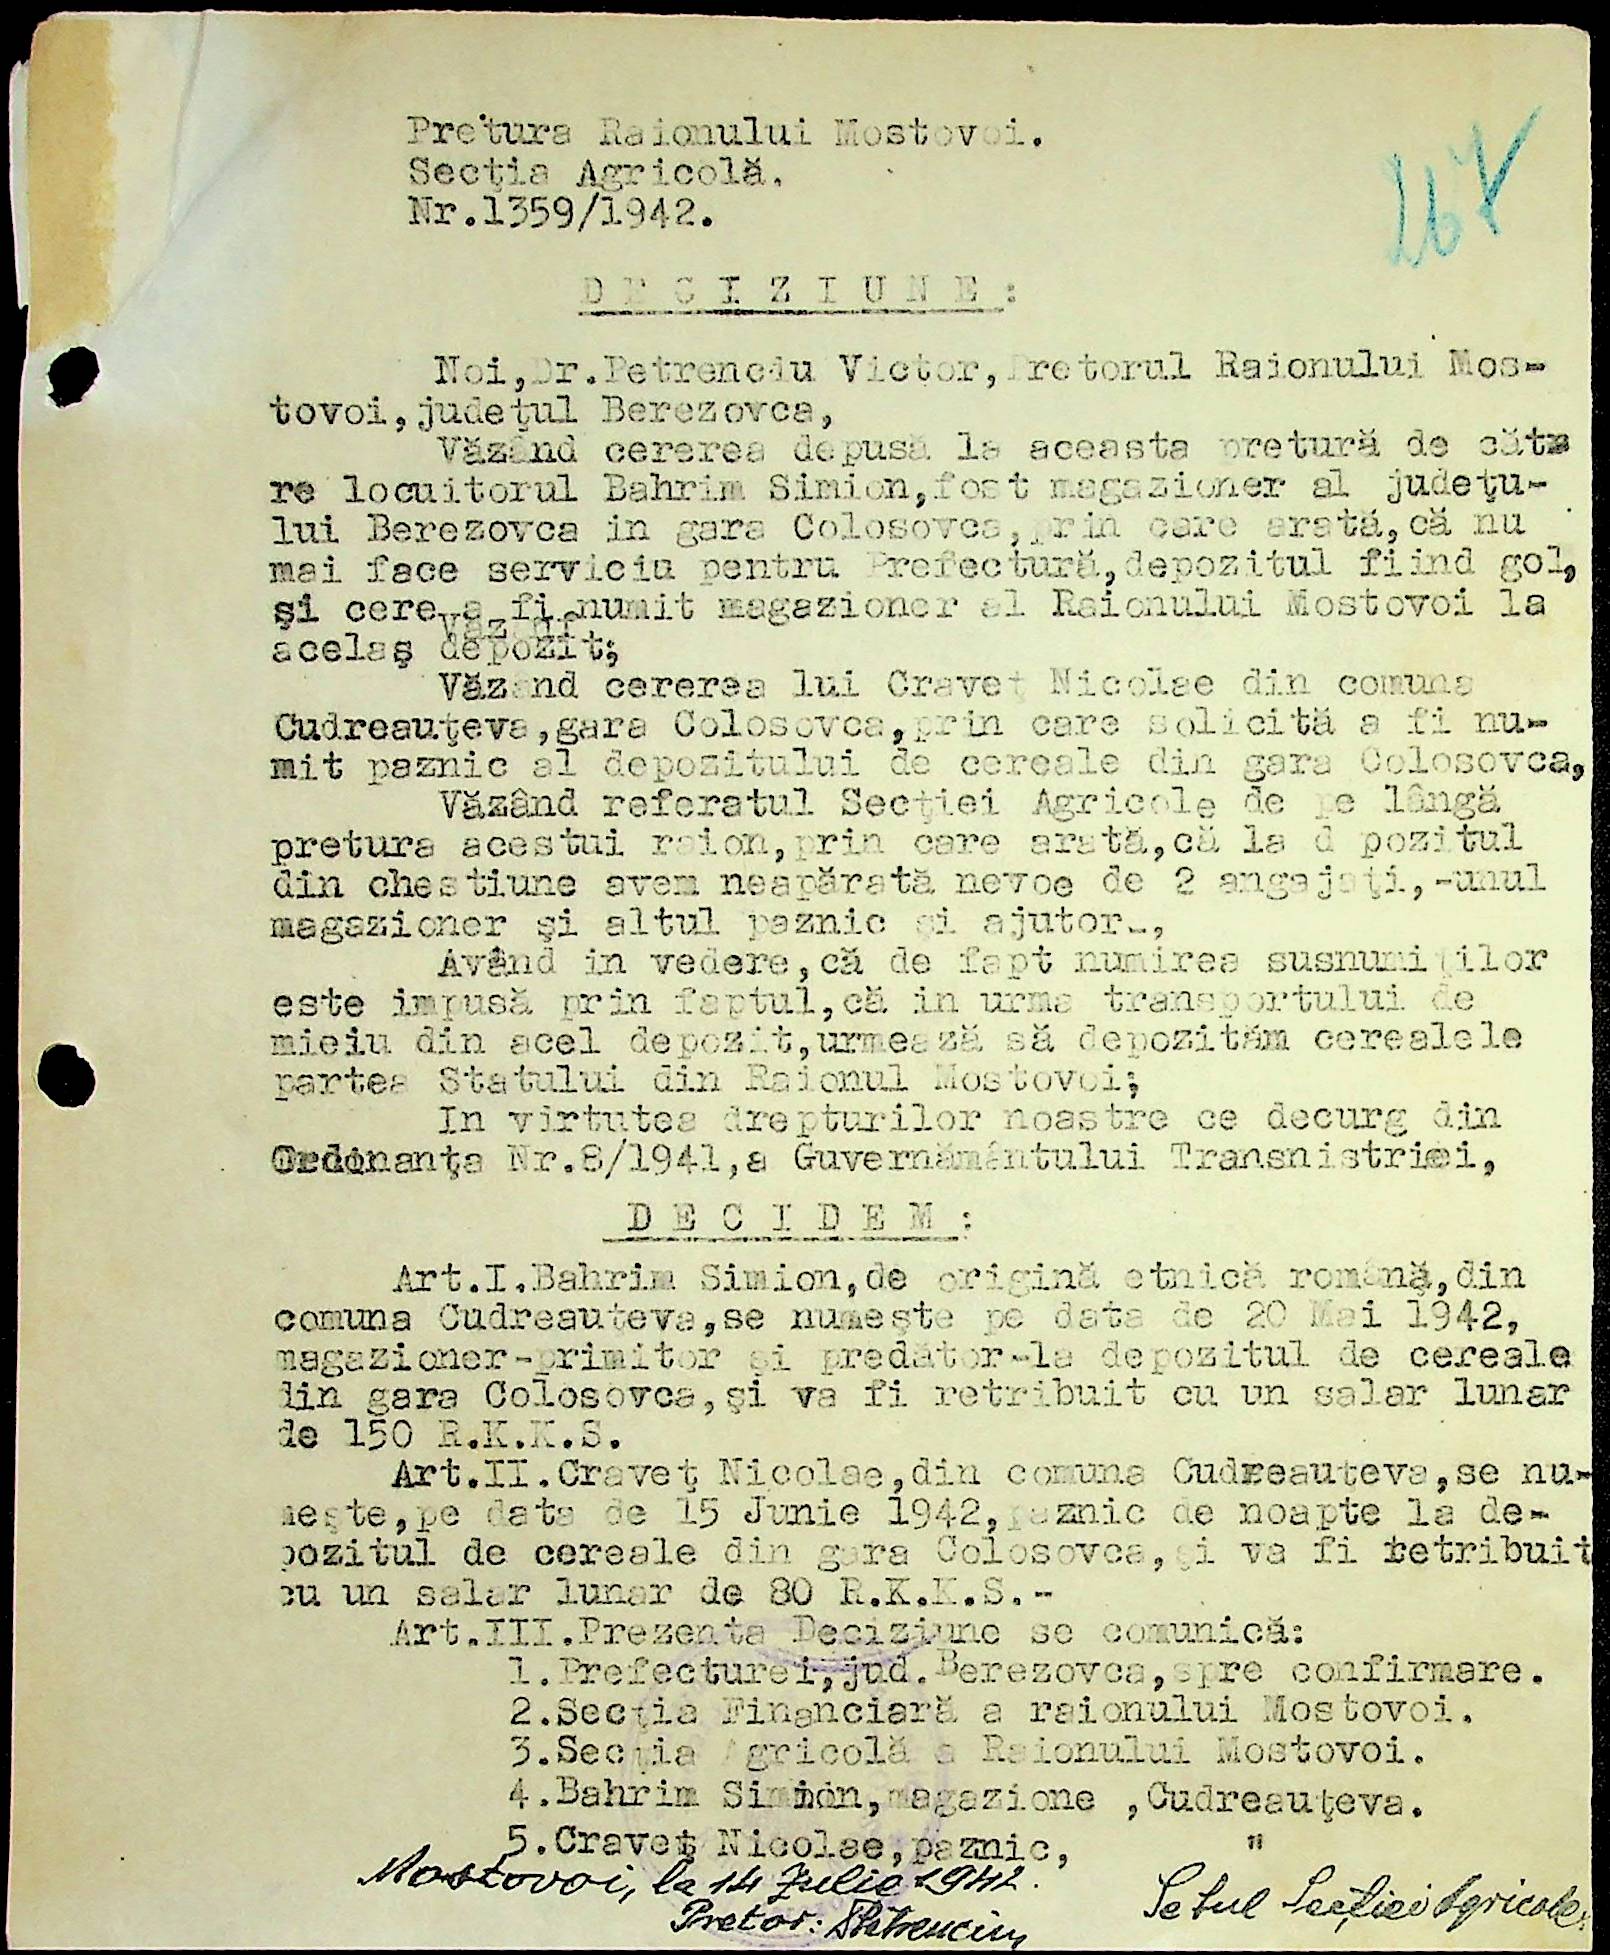 Pretura Raionului Mostovoi.
Secţia Agricolă.
Nr.1359/1942.
267
D E C I Z I U N E :
Noi,Dr.Petrenciu Victor,Pretorul Raionului Mos-
tovoi,judeţul Berezovca,
Văzând cererea depusă la aceasta pretură de căt
re locuitorul Bahrim Simion,fost magazioner al judeţu-
lui Berezovca in gara Colosovca,prin care arată,că nu
mai face serviciu pentru Prefectură,depozitul fiind gol,
şi cere a fi numit magazioner al Raionului Mostovoi la
acelaş depozit;
Văzand cererea lui Craveţ Nicolae din comuna
Cudreauţeva,gara Colosovca,prin care solicită a fi nu-
mit paznic al depozitului de cereale din gara Colosovca,
Văzând referatul Secţiei Agricole de pe lângă
pretura acestui raion,prin care arată,că la d pozitul
din chestiune avem neapărată nevoe de 2 angajaţi,-unul
magazioner şi altul paznic şi ajutor-,
Având in vedere,că de fapt numirea susnumiţilor
este impusă prin faptul,că in urma transportului de
mieiu din acel depozit,urmează să depozităm cerealele
partea Statului din Raionul Mostovoi;
In virtutea drepturilor noastre ce decurg din
Ordonanţa Nr.8/1941,a Guvernământului Transnistriei,
D E C I D E M :
Art.I.Bahrim Simion,de origină etnică română,din
comuna Cudreauţeva,se numeşte pe data de 20 Mai 1942,
magazioner-primitor şi predător-la depozitul de cereale
din gara Colosovca,şi va fi retribuit cu un salar lunar
de 150 R.K.K.S.
Art.II.Craveţ Nicolae,din comuna Cudreauteva,se nu-
meşte,pe data de 15 Junie 1942,paznic de noapte la de-
pozitul de cereale din gara Colosovca,şi va fi retribuit
cu un salar lunar de 80 R.K.K.S.-
Art.III.Prezenta Deciziune se comunică:
1.Prefecturei,jud.Berezovca,spre confirmare.
2.Secţia Financiară a raionului Mostovoi.
3.Secţia Agricolă a Raionului Mostovoi.
4.Bahrim Simion,magazione ,Cudreauţeva.
5.Craveţ Nicolae,paznic, "
Mostovoi, la 14 Julie 1942.
Pretor: Petrenciu
Şeful Secţiei Agricole: